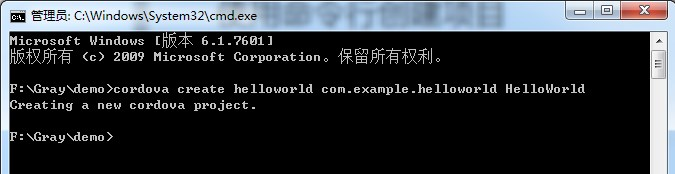 管理员: C:\Windows\System32\cmd.exe
Microsoft Windows [版本 6.1.7601]
版权所有 (c) 2009 Microsoft Corporation。保留所有权利。
F:\Gray\demo>cordova create helloworld com.example.helloworld HelloWorld
Creating a new cordova project.
F:\Gray\demo>